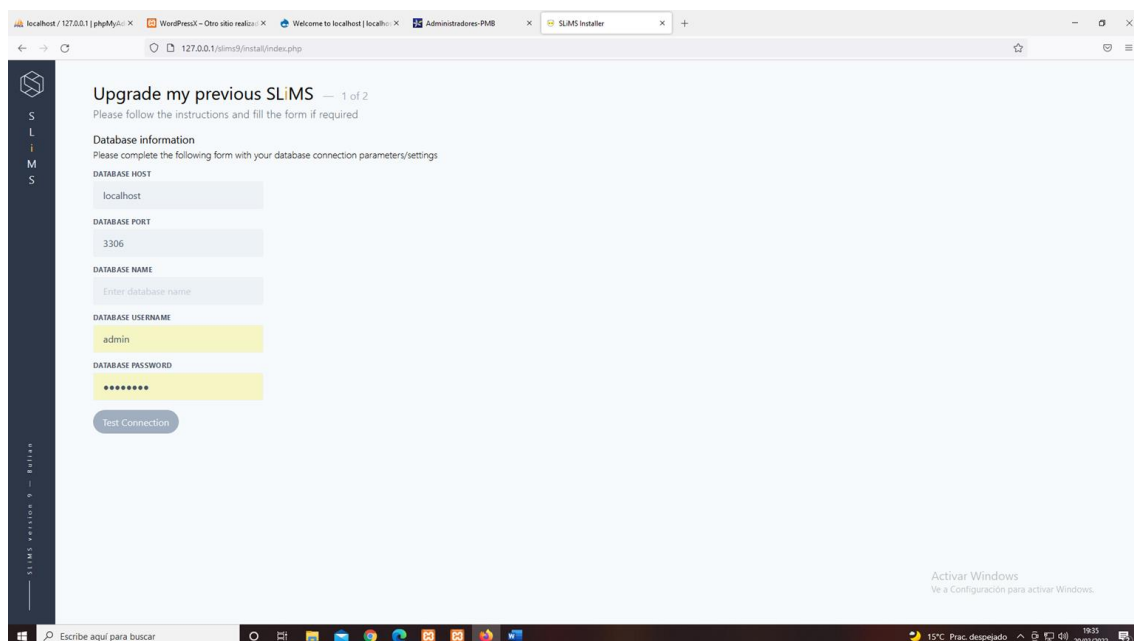 localhost / 127.0.0.1 | phpMyAd
WordPressX – Otro sitio realizad
Welcome to localhost | localhos
Administradores-PMB
SLiMS Installer
127.0.0.1/slims9/install/index.php
S
L
i
M
S
Upgrade my previous SLiMS — 1 of 2
Please follow the instructions and fill the form if required
Database information
Please complete the following form with your database connection parameters/settings
DATABASE HOST
localhost
DATABASE PORT
3306
DATABASE NAME
Enter database name
DATABASE USERNAME
admin
DATABASE PASSWORD
••••••••
Test Connection
SLiMS version 9 — Bulian
Activar Windows
Ve a Configuración para activar Windows.
Escribe aquí para buscar
15°C Prac. despejado
19:35